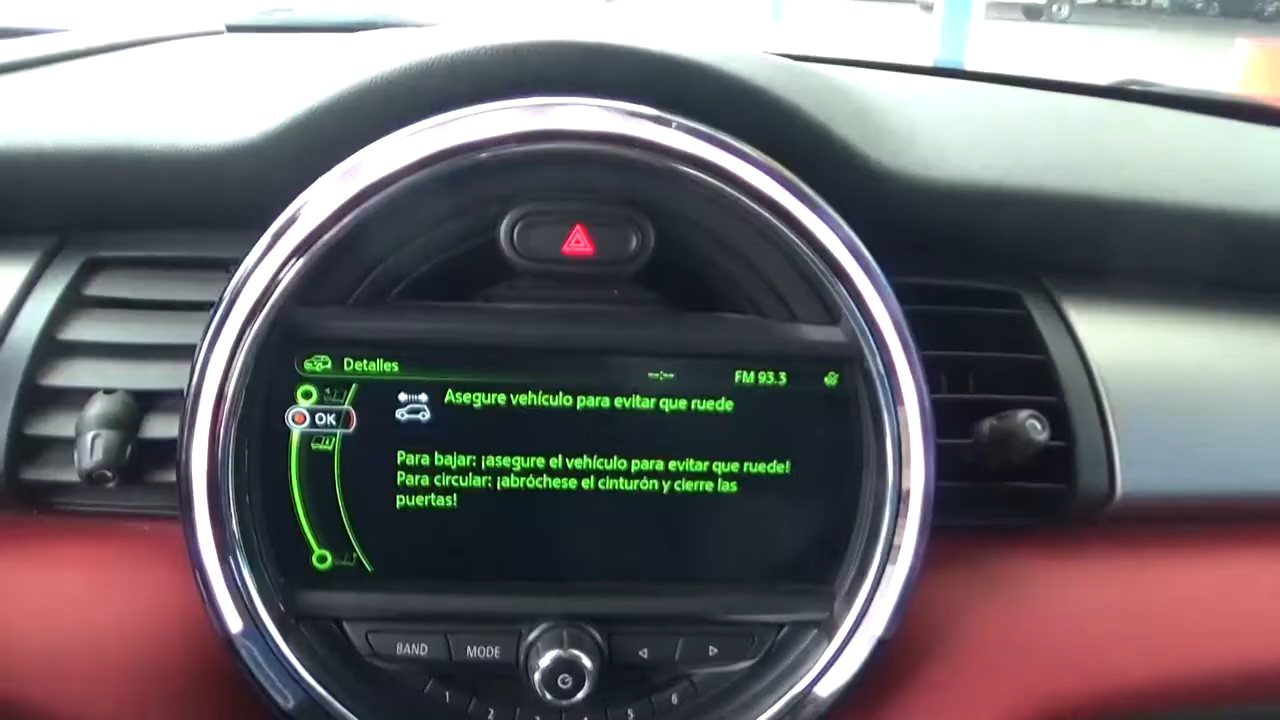 Detalles
--:--
FM 93.3
Asegure vehículo para evitar que ruede
OK
Para bajar: ¡asegure el vehículo para evitar que ruede!
Para circular: ¡abróchese el cinturón y cierre las
puertas!
BAND
MODE
1
2
3
4
5
6